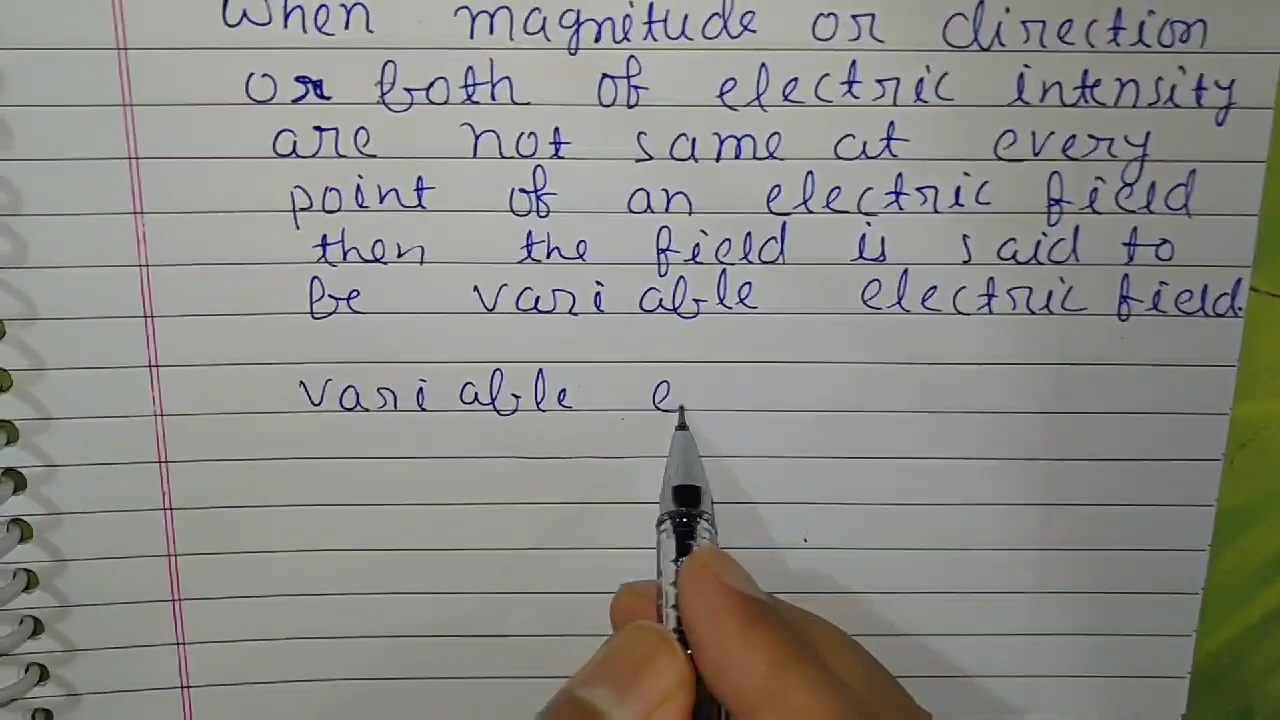 When magnitude or direction
or both of electric intensity
are not same at every
point of an electric field
then the field is said to
be variable electric field.
variable e